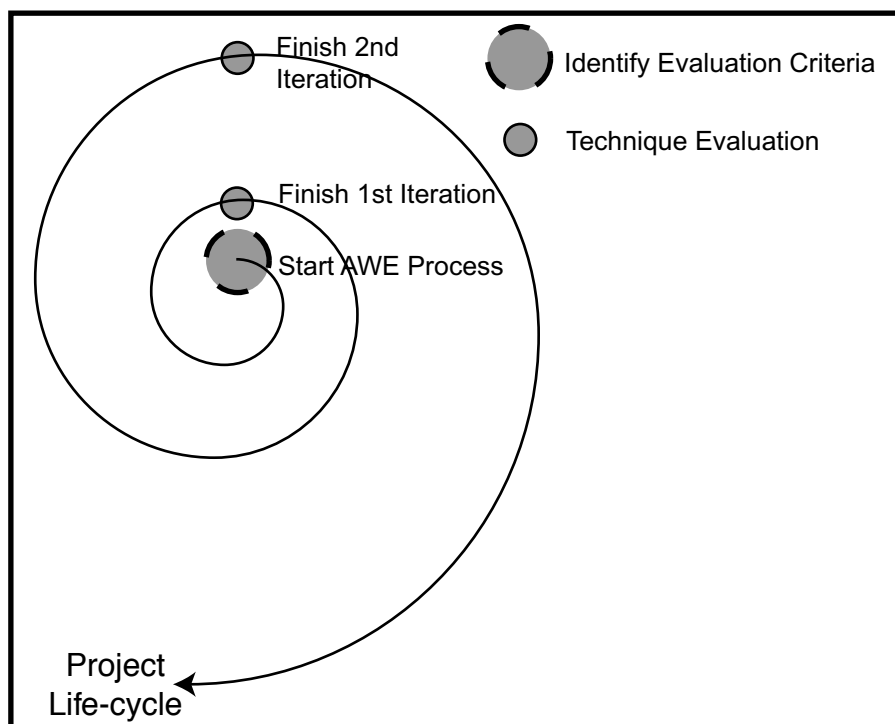 Finish 2nd
Iteration
Identify Evaluation Criteria
Technique Evaluation
Finish 1st Iteration
Start AWE Process
Project
Life-cycle